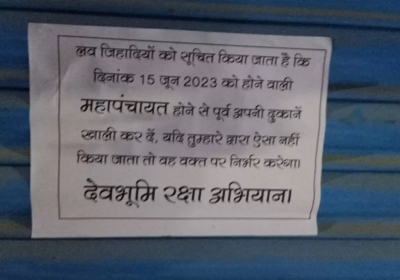 लव जिहादियों को सूचित किया जाता है कि
दिनांक 15 जून 2023 को होने वाली
महापंचायत होने से पूर्व अपनी दुकानें
खाली कर दें, यदि तुम्हारे द्वारा ऐसा नहीं
किया जाता तो वह वक्त पर निर्भर करेगा।
देवभूमि रक्षा अभियान।